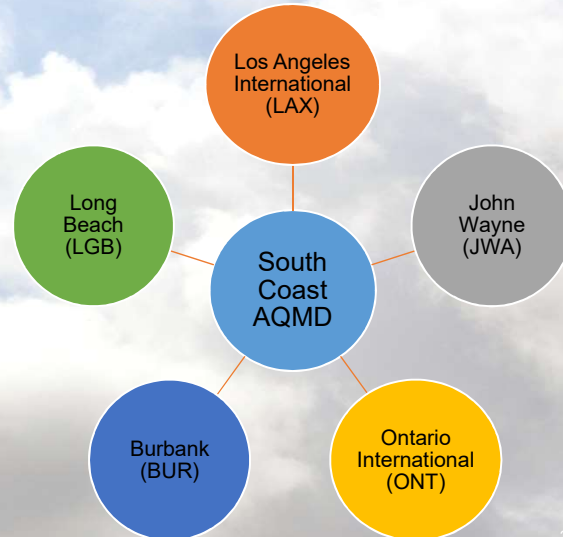 Los Angeles
International
(LAX)
Long
Beach
(LGB)
John
Wayne
(JWA)
South
Coast
AQMD
Burbank
(BUR)
Ontario
International
(ONT)